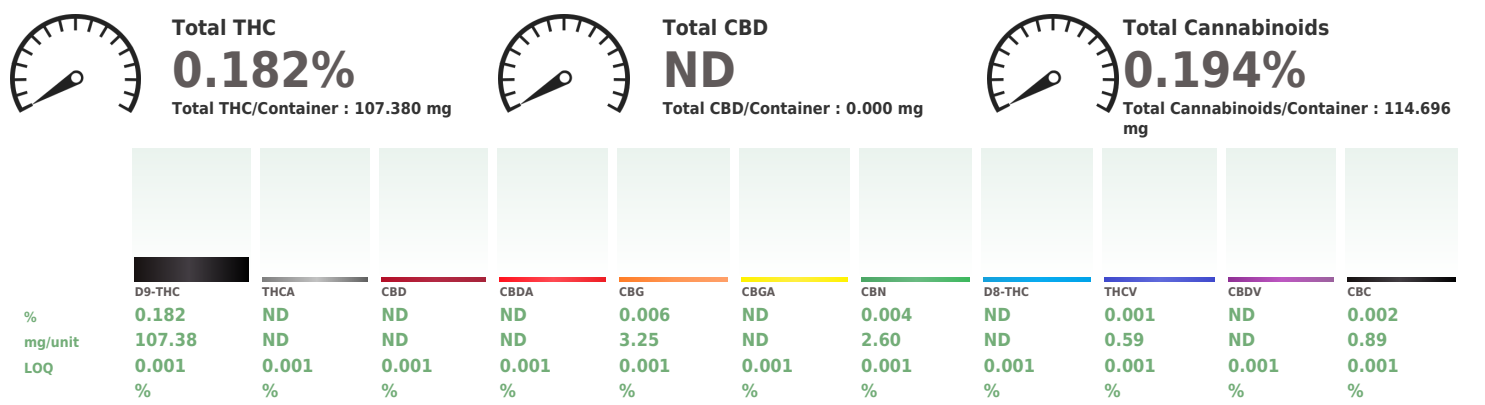 Total THC
0.182%
Total THC/Container : 107.380 mg
Total CBD
ND
Total CBD/Container : 0.000 mg
Total Cannabinoids
0.194%
Total Cannabinoids/Container : 114.696
mg
D9-THC THCA CBD CBDA CBG CBGA CBN D8-THC THCV CBDV CBC
% 0.182 ND ND ND 0.006 ND 0.004 ND 0.001 ND 0.002
mg/unit 107.38 ND ND ND 3.25 ND 2.60 ND 0.59 ND 0.89
LOQ 0.001 0.001 0.001 0.001 0.001 0.001 0.001 0.001 0.001 0.001 0.001
% % % % % % % % % % %